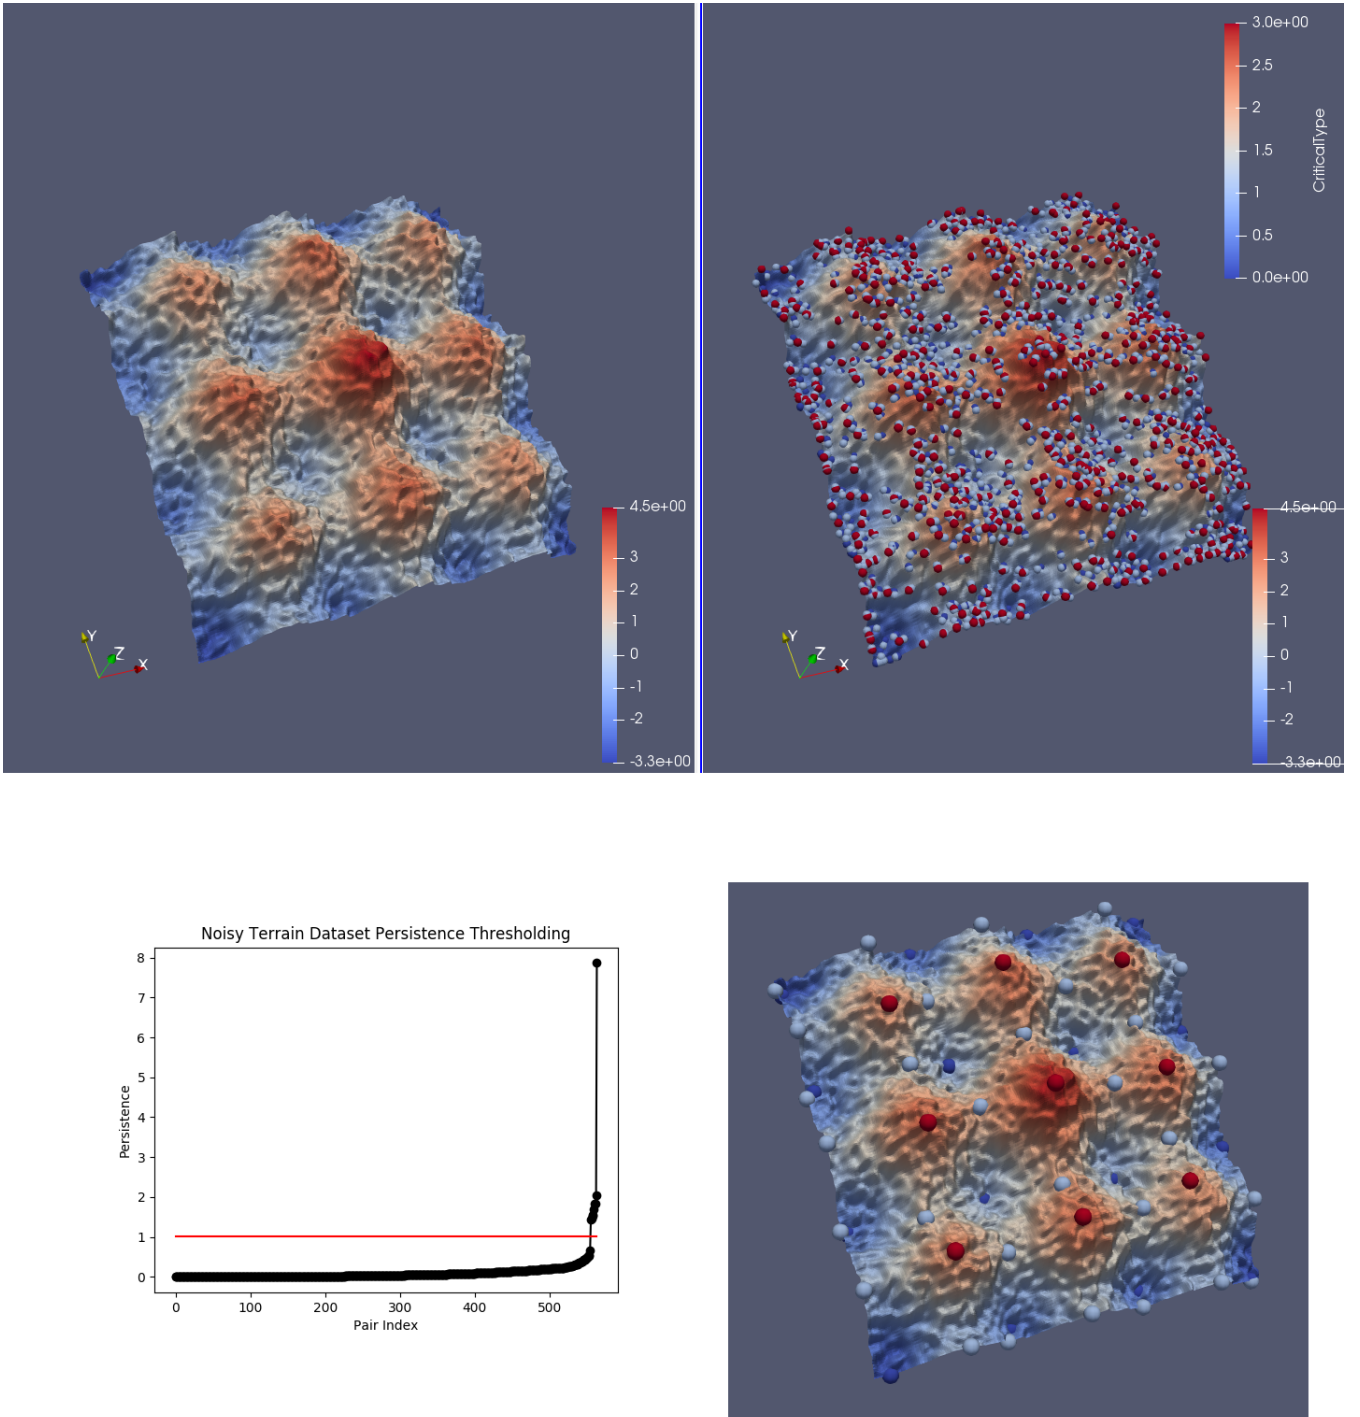 4.5e+00
3
2
1
0
-1
-2
-3.3e+00
Y
Z
X
3.0e+00
2.5
2
1.5
1
0.5
0.0e+00
CriticalType
4.5e+00
3
2
1
0
-1
-2
-3.3e+00
Y
Z
X
Noisy Terrain Dataset Persistence Thresholding
8
7
6
5
4
3
2
1
0
Persistence
0 100 200 300 400 500
Pair Index